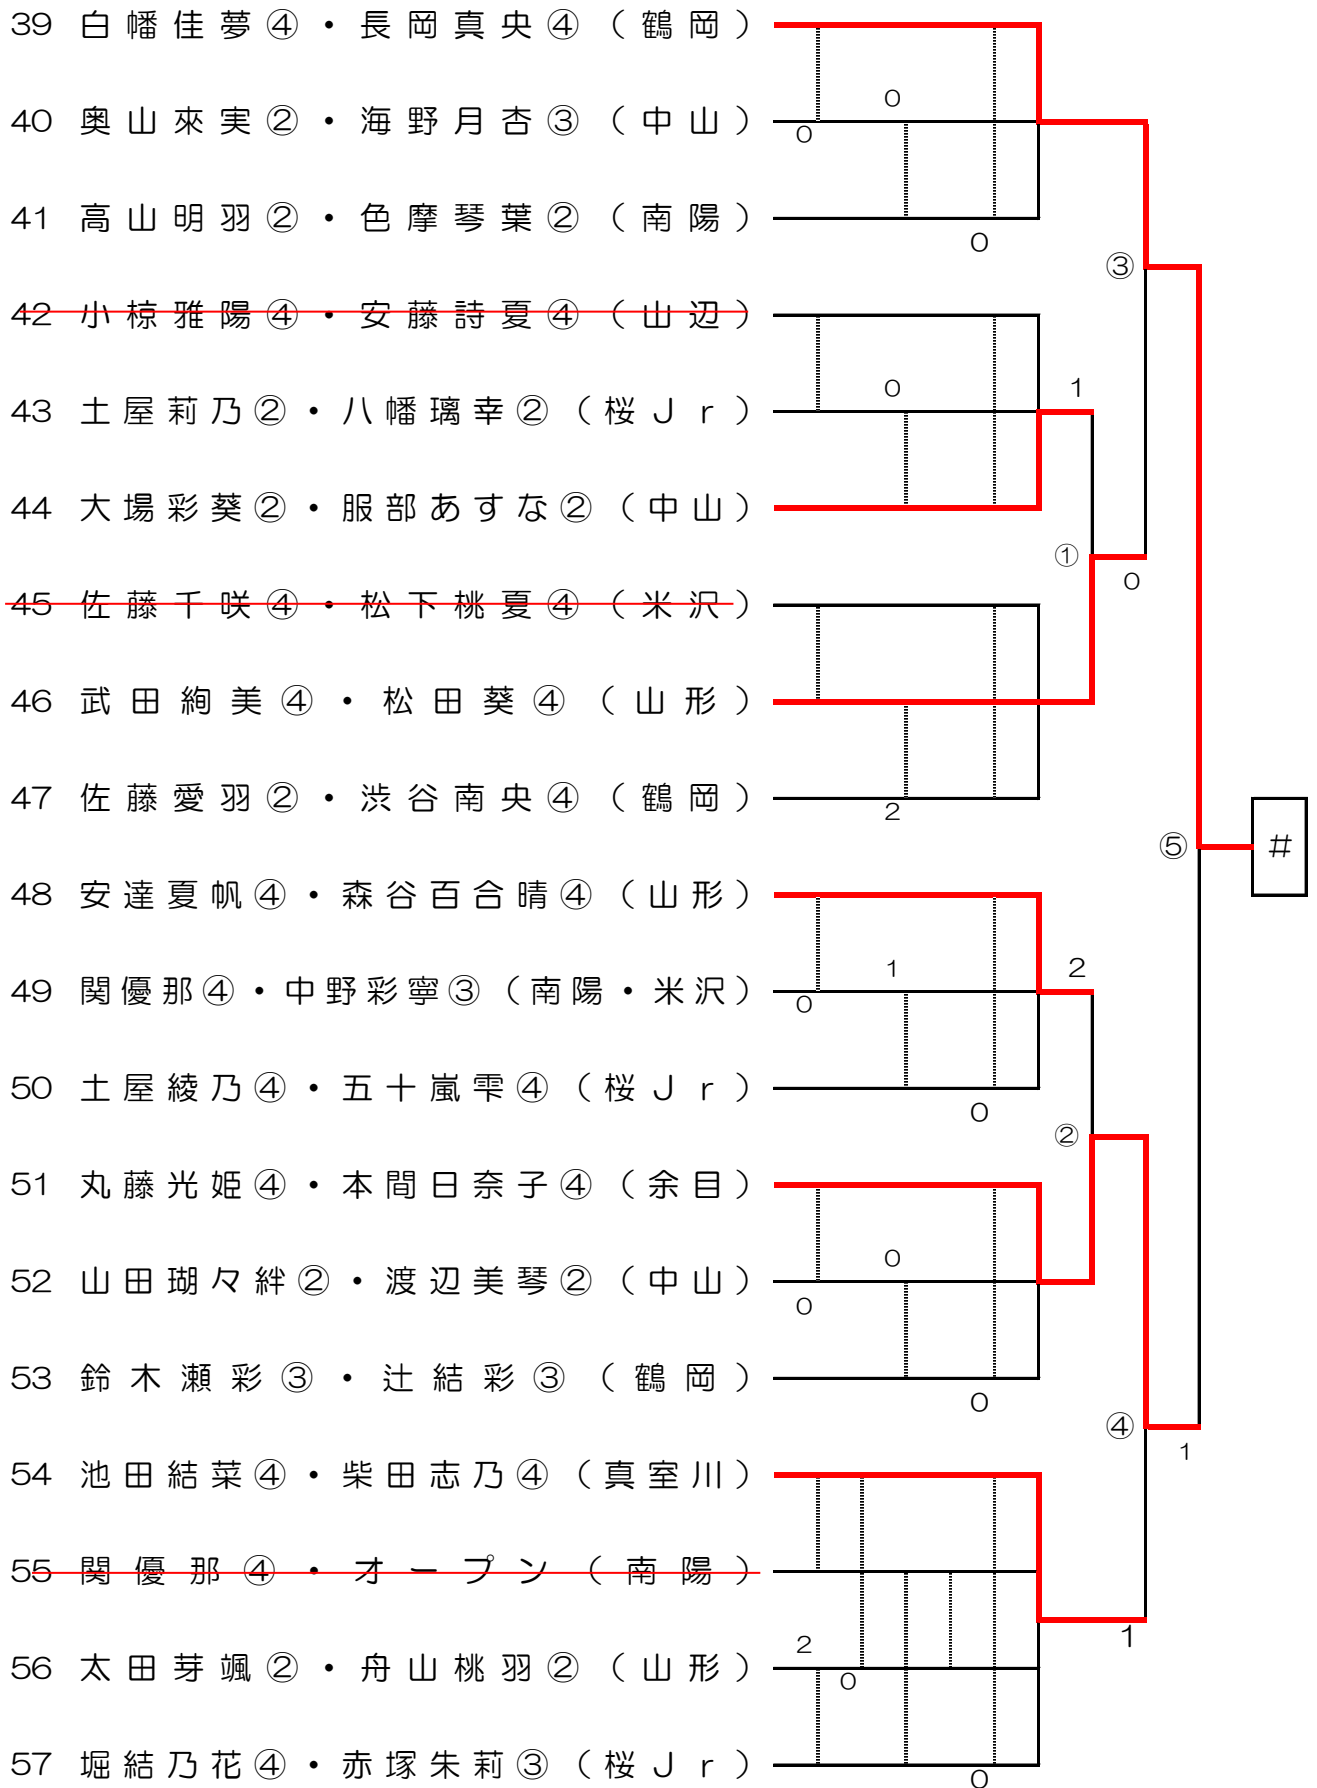 39 白幡佳夢④・長岡真央④（鶴岡）
0
40 奥山來実②・海野月杏③（中山）
0
41 高山明羽②・色摩琴葉②（南陽）
0
③
42 小椋雅陽④・安藤詩夏④（山辺）
0 1
43 土屋莉乃②・八幡璃幸②（桜Ｊｒ）
44 大場彩葵②・服部あすな②（中山）
①
0
45 佐藤千咲④・松下桃夏④（米沢）
46 武田絢美④・松田葵④（山形）
47 佐藤愛羽②・渋谷南央④（鶴岡）
2
⑤ #
48 安達夏帆④・森谷百合晴④（山形）
1 2
49 関優那④・中野彩寧③（南陽・米沢）
0
50 土屋綾乃④・五十嵐雫④（桜Ｊｒ）
0
②
51 丸藤光姫④・本間日奈子④（余目）
0
52 山田瑚々絆②・渡辺美琴②（中山）
0
53 鈴木瀬彩③・辻結彩③（鶴岡）
0
④
1
54 池田結菜④・柴田志乃④（真室川）
55 関優那④・オープン（南陽）
1
2
56 太田芽颯②・舟山桃羽②（山形）
0
57 堀結乃花④・赤塚朱莉③（桜Ｊｒ）
0